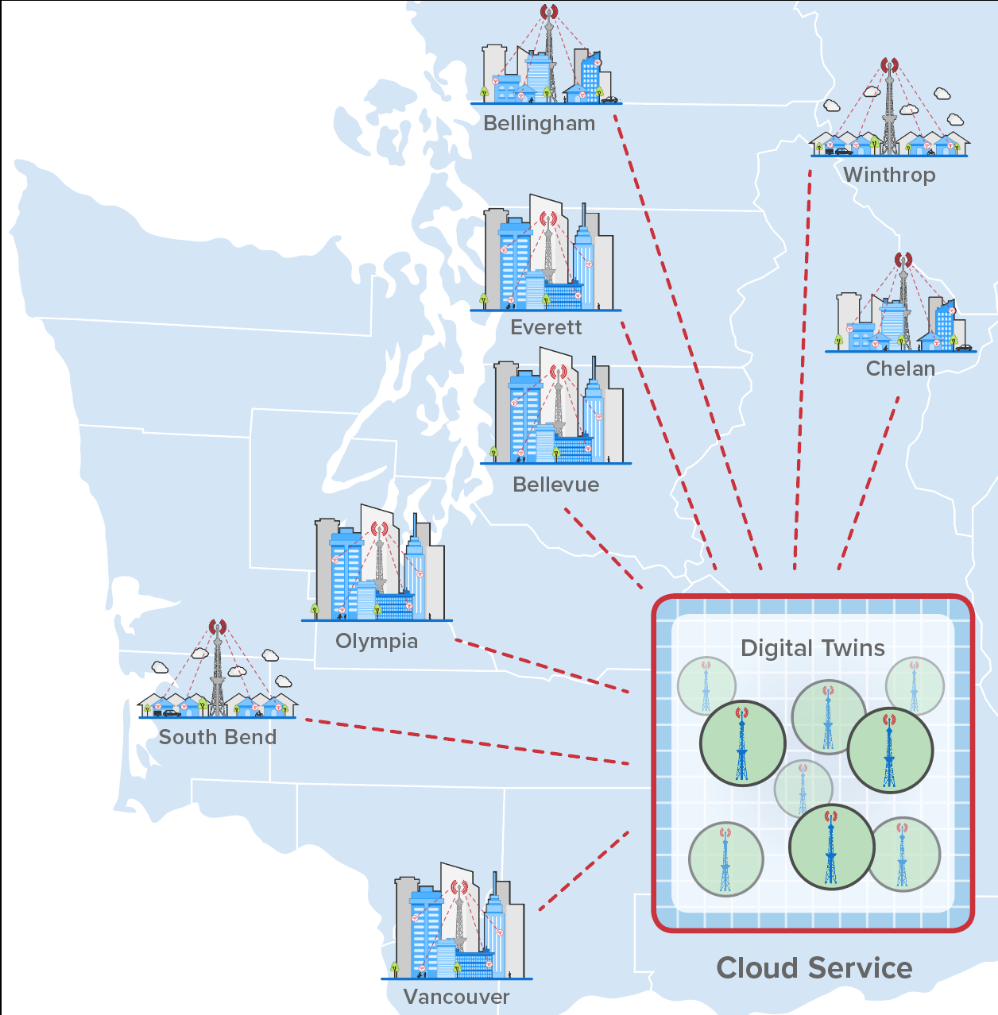 Bellingham
Winthrop
Everett
Chelan
Bellevue
Olympia
South Bend
Digital Twins
Cloud Service
Vancouver